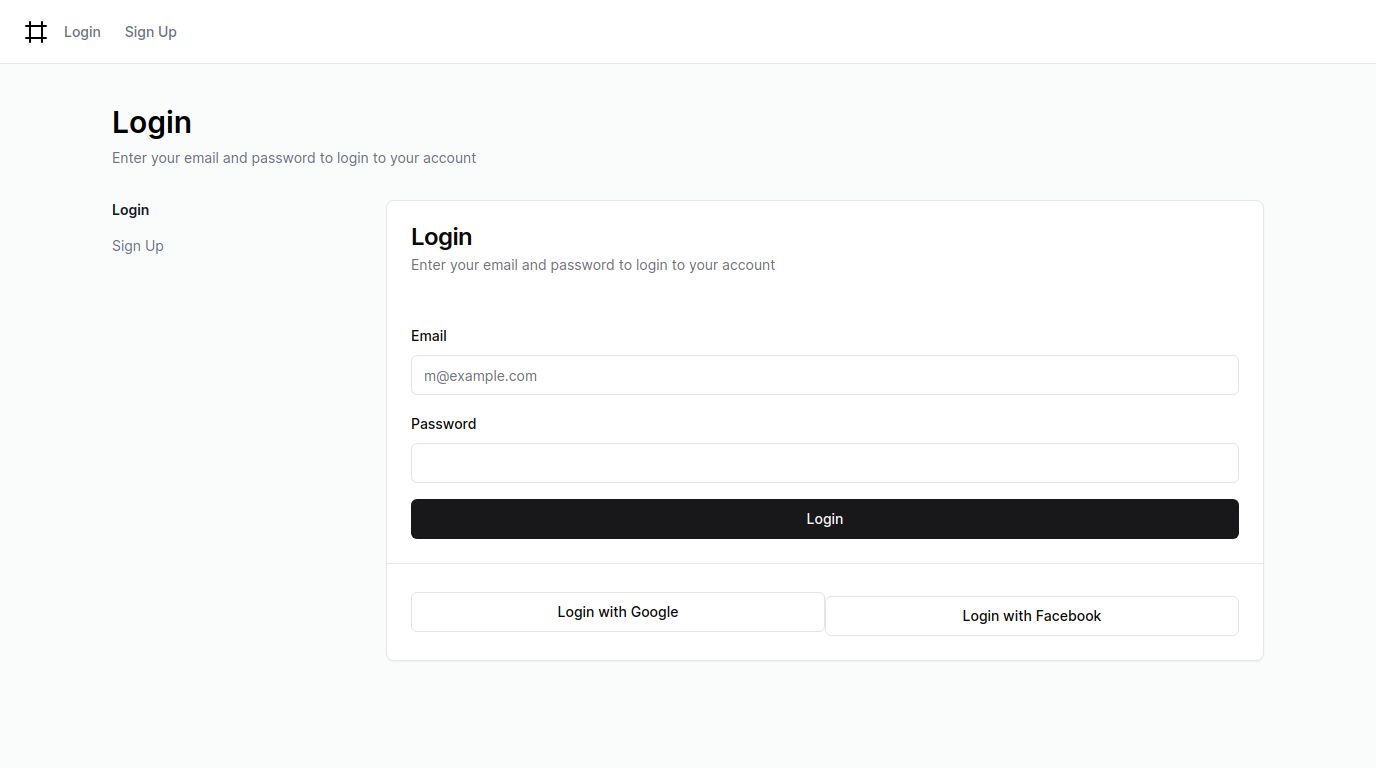 Login
Sign Up
Login
Enter your email and password to login to your account
Login
Sign Up
Login
Enter your email and password to login to your account
Email
m@example.com
Password
Login
Login with Google
Login with Facebook